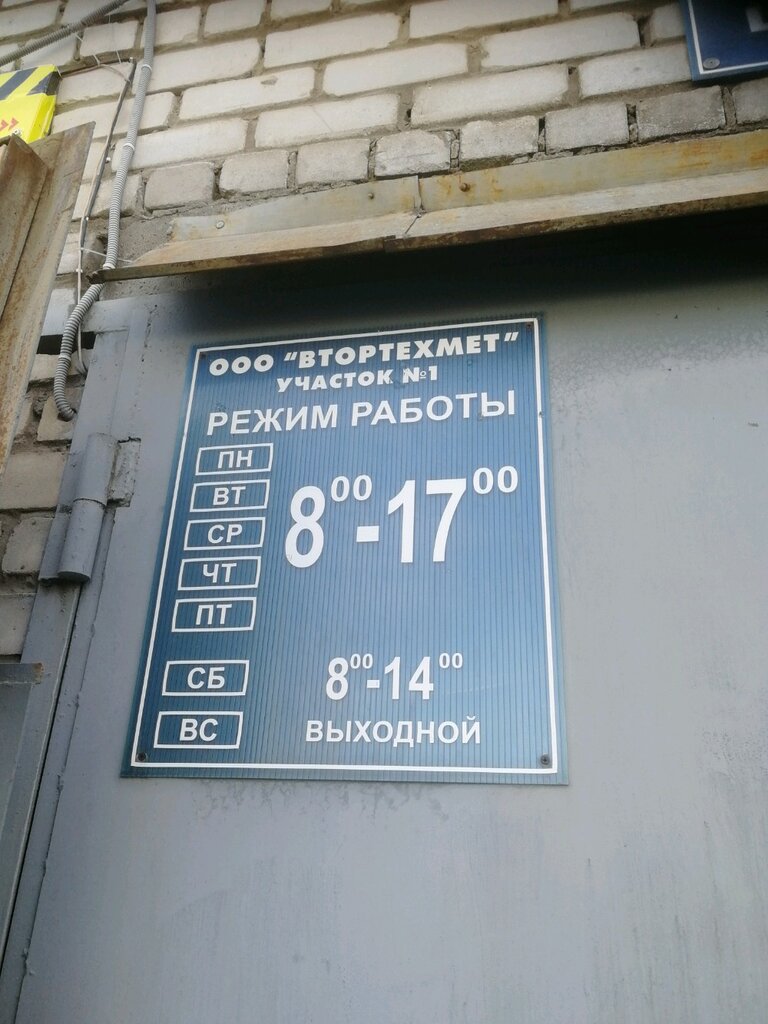 ООО "ВТОРТЕХМЕТ"
УЧАСТОК №1
РЕЖИМ РАБОТЫ
ПН
ВТ
СР
ЧТ
ПТ
8⁰⁰-17⁰⁰
СБ 8⁰⁰-14⁰⁰
ВС ВЫХОДНОЙ